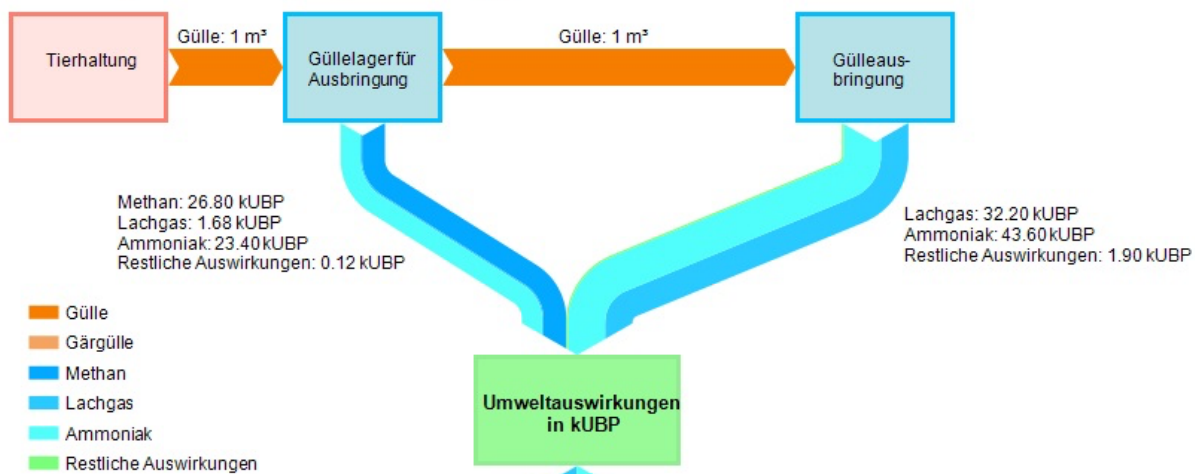 Gülle: 1 m³
Gülle: 1 m³
Tierhaltung
Güllelager für
Ausbringung
Gülleaus-
bringung
Methan: 26.80 kUBP
Lachgas: 1.68 kUBP
Ammoniak: 23.40 kUBP
Restliche Auswirkungen: 0.12 kUBP
Lachgas: 32.20 kUBP
Ammoniak: 43.60 kUBP
Restliche Auswirkungen: 1.90 kUBP
Gülle
Gärgülle
Methan
Lachgas
Ammoniak
Restliche Auswirkungen
Umweltauswirkungen
in kUBP